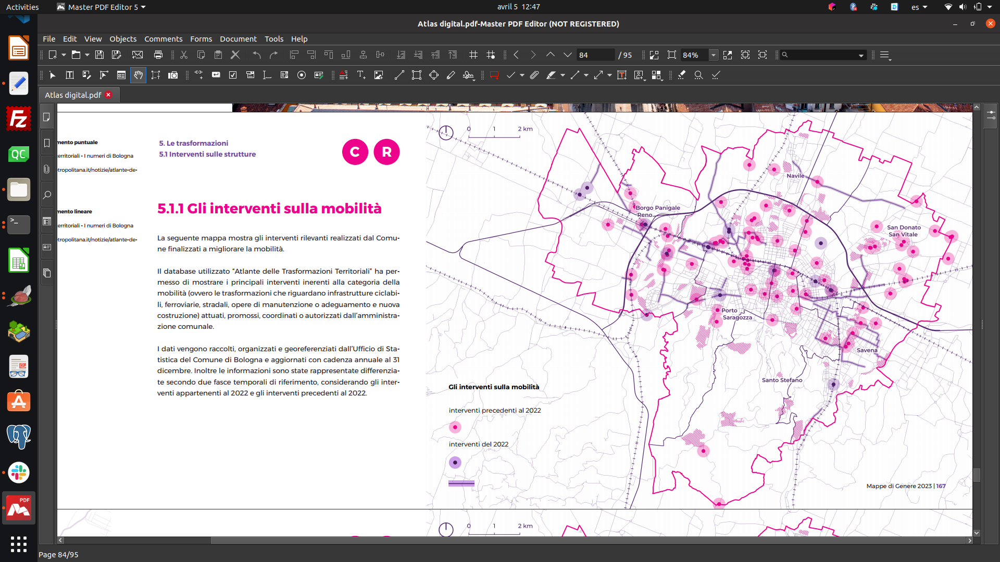 Activities
Master PDF Editor 5
avril 5  12:47
es
Atlas digital.pdf-Master PDF Editor (NOT REGISTERED)
File
Edit
View
Objects
Comments
Forms
Document
Tools
Help
84
/ 95
84%
Atlas digital.pdf
mento puntuale
territoriali - I numeri di Bologna
tropolitana.it/notizie/atlante-de-
mento lineare
territoriali - I numeri di Bologna
tropolitana.it/notizie/atlante-de-
5. Le trasformazioni
5.1 Interventi sulle strutture
C
R
5.1.1 Gli interventi sulla mobilità
La seguente mappa mostra gli interventi rilevanti realizzati dal Comu-
ne finalizzati a migliorare la mobilità.
Il database utilizzato “Atlante delle Trasformazioni Territoriali” ha per-
messo di mostrare i principali interventi inerenti alla categoria della
mobilità (ovvero le trasformazioni che riguardano infrastrutture ciclabi-
li, ferroviarie, stradali, opere di manutenzione o adeguamento e nuova
costruzione) attuati, promossi, coordinati o autorizzati dall’amministra-
zione comunale.
I dati vengono raccolti, organizzati e georeferenziati dall’Ufficio di Sta-
tistica del Comune di Bologna e aggiornati con cadenza annuale al 31
dicembre. Inoltre le informazioni sono state rappresentate differenzia-
te secondo due fasce temporali di riferimento, considerando gli inter-
venti appartenenti al 2022 e gli interventi precedenti al 2022.
0
1
2 km
Navile
Borgo Panigale
Reno
San Donato
San Vitale
Porto
Saragozza
Savena
Santo Stefano
Gli interventi sulla mobilità
interventi precedenti al 2022
interventi del 2022
Mappe di Genere 2023 | 167
0
1
2 km
Page 84/95
Fz
QC
PDF